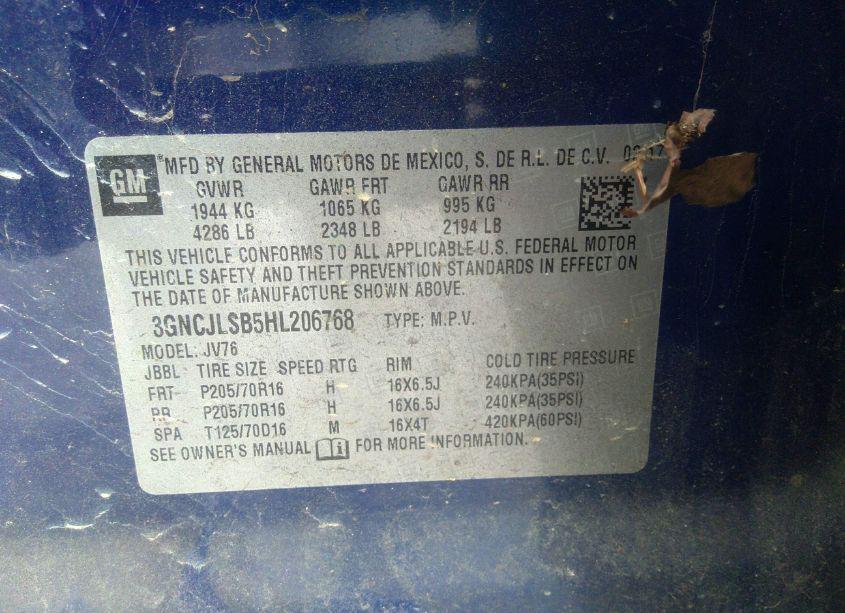 GM
® MFD BY GENERAL MOTORS DE MEXICO, S. DE R.L. DE C.V.
GVWR GAWR FRT GAWR RR
1944 KG 1065 KG 995 KG
4286 LB 2348 LB 2194 LB
THIS VEHICLE CONFORMS TO ALL APPLICABLE U.S. FEDERAL MOTOR
VEHICLE SAFETY AND THEFT PREVENTION STANDARDS IN EFFECT ON
THE DATE OF MANUFACTURE SHOWN ABOVE.
3GNCJLSB5HL206768 TYPE: M.P.V.
MODEL: JV76
JBBL TIRE SIZE SPEED RTG RIM COLD TIRE PRESSURE
FRT P205/70R16 H 16X6.5J 240KPA(35PSI)
RR P205/70R16 H 16X6.5J 240KPA(35PSI)
SPA T125/70D16 M 16X4T 420KPA(60PSI)
SEE OWNER'S MANUAL FOR MORE INFORMATION.